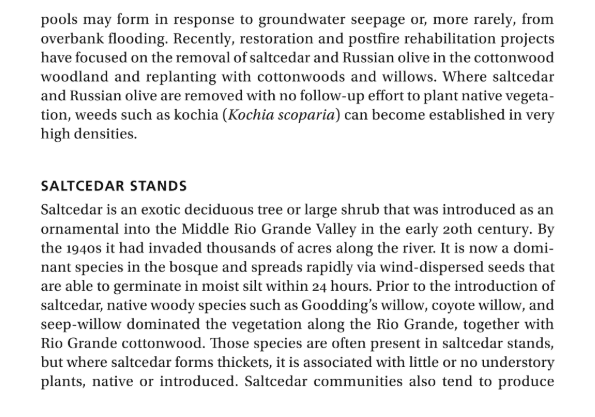 pools may form in response to groundwater seepage or, more rarely, from
overbank flooding. Recently, restoration and postfire rehabilitation projects
have focused on the removal of saltcedar and Russian olive in the cottonwood
woodland and replanting with cottonwoods and willows. Where saltcedar
and Russian olive are removed with no follow-up effort to plant native vegeta-
tion, weeds such as kochia (Kochia scoparia) can become established in very
high densities.
SALTCEDAR STANDS
Saltcedar is an exotic deciduous tree or large shrub that was introduced as an
ornamental into the Middle Rio Grande Valley in the early 20th century. By
the 1940s it had invaded thousands of acres along the river. It is now a domi-
nant species in the bosque and spreads rapidly via wind-dispersed seeds that
are able to germinate in moist silt within 24 hours. Prior to the introduction of
saltcedar, native woody species such as Goodding's willow, coyote willow, and
seep-willow dominated the vegetation along the Rio Grande, together with
Rio Grande cottonwood. Those species are often present in saltcedar stands,
but where saltcedar forms thickets, it is associated with little or no understory
plants, native or introduced. Saltcedar communities also tend to produce